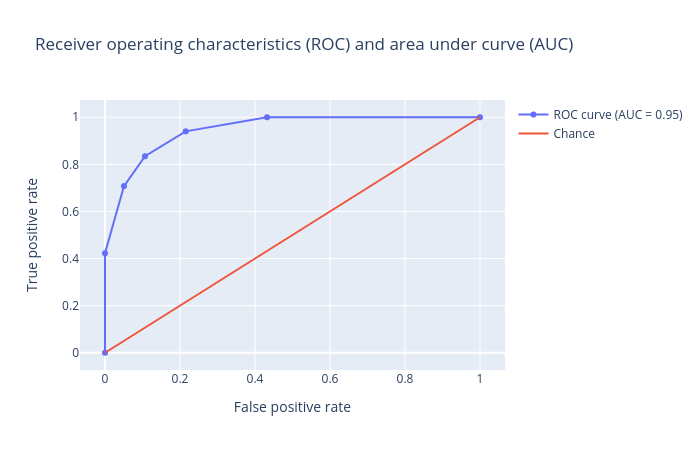 Receiver operating characteristics (ROC) and area under curve (AUC)
ROC curve (AUC = 0.95)
Chance
True positive rate
1
0.8
0.6
0.4
0.2
0
0 0.2 0.4 0.6 0.8 1
False positive rate